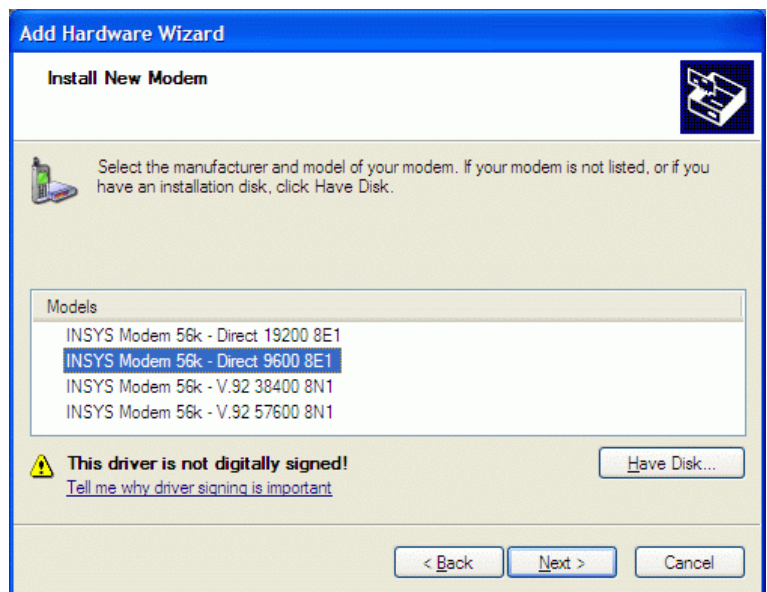 Add Hardware Wizard
Install New Modem
Select the manufacturer and model of your modem. If your modem is not listed, or if you
have an installation disk, click Have Disk.
Models
INSYS Modem 56k - Direct 19200 8E1
INSYS Modem 56k - Direct 9600 8E1
INSYS Modem 56k - V.92 38400 8N1
INSYS Modem 56k - V.92 57600 8N1
This driver is not digitally signed!
Have Disk...
Tell me why driver signing is important
< Back
Next >
Cancel